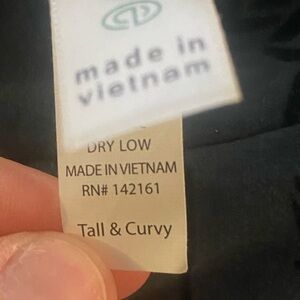 made in
vietnam
DRY LOW
MADE IN VIETNAM
RN# 142161
Tall & Curvy